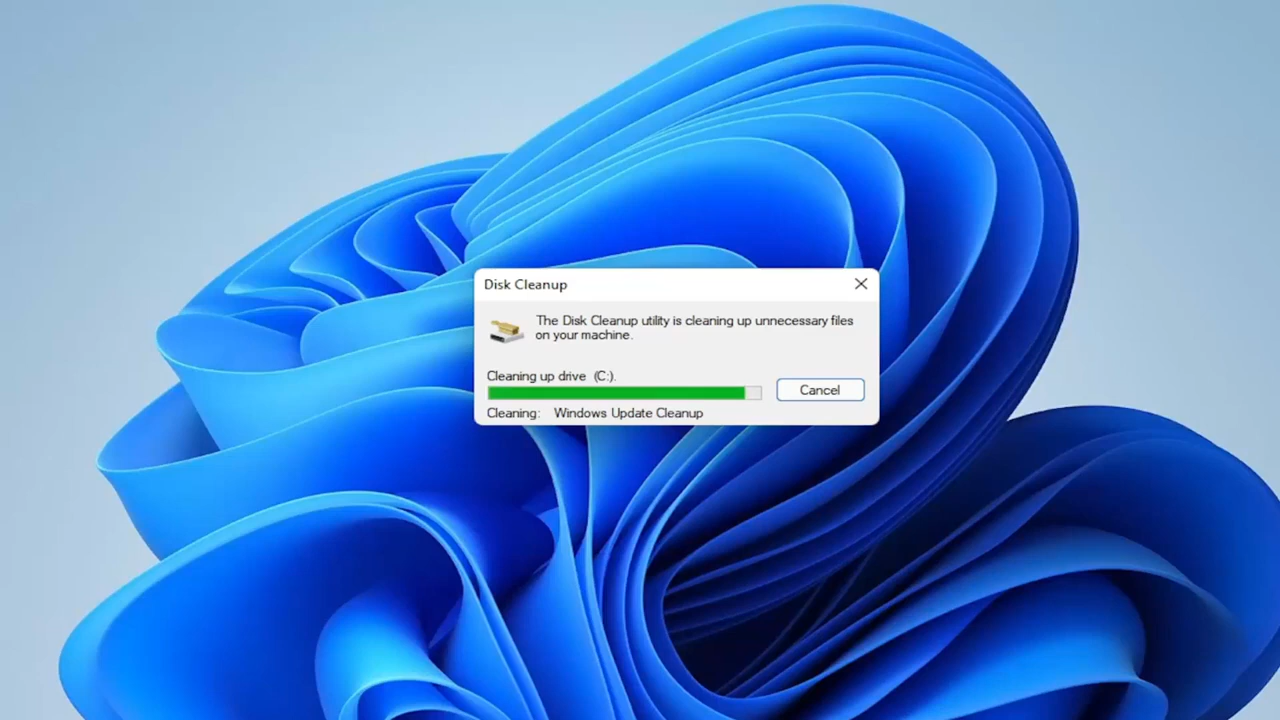 Disk Cleanup
The Disk Cleanup utility is cleaning up unnecessary files
on your machine.
Cleaning up drive  (C:).
Cancel
Cleaning:    Windows Update Cleanup